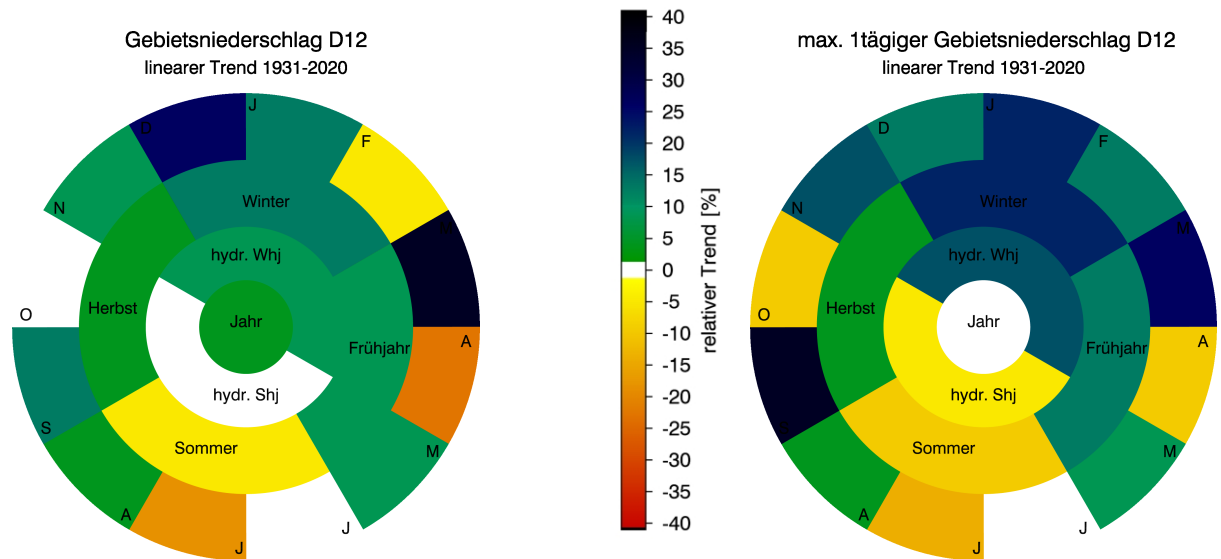 Gebietsniederschlag D12
linearer Trend 1931-2020
J
F
M
A
M
J
J
A
S
O
N
D
Winter
hydr. Whj
Herbst
Jahr
Frühjahr
hydr. Shj
Sommer
40
35
30
25
20
15
10
5
0
-5
-10
-15
-20
-25
-30
-35
-40
relativer Trend [%]
max. 1tägiger Gebietsniederschlag D12
linearer Trend 1931-2020
J
F
M
A
M
J
J
A
O
N
D
Winter
hydr. Whj
Herbst
Jahr
Frühjahr
hydr. Shj
Sommer